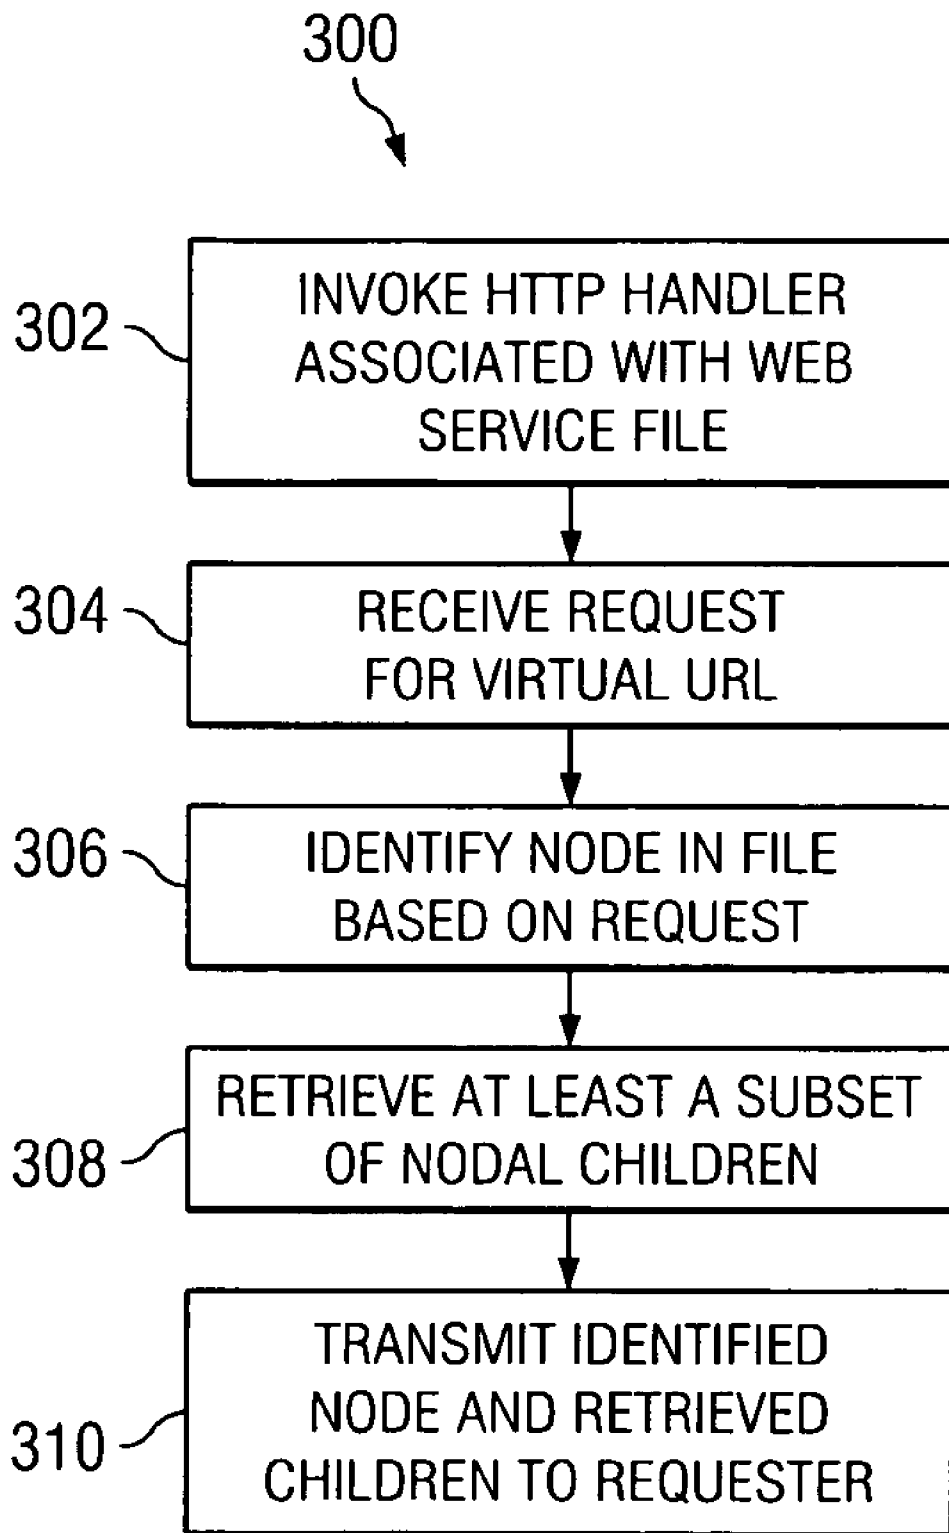 300
302
INVOKE HTTP HANDLER
ASSOCIATED WITH WEB
SERVICE FILE
304
RECEIVE REQUEST
FOR VIRTUAL URL
306
IDENTIFY NODE IN FILE
BASED ON REQUEST
308
RETRIEVE AT LEAST A SUBSET
OF NODAL CHILDREN
310
TRANSMIT IDENTIFIED
NODE AND RETRIEVED
CHILDREN TO REQUESTER